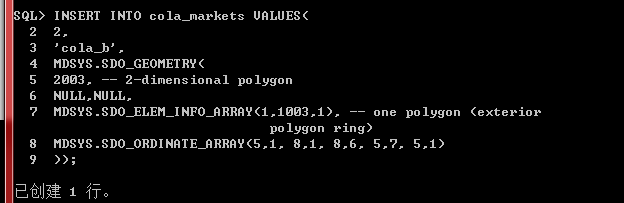 SQL> INSERT INTO cola_markets VALUES(
2 2,
3 'cola_b',
4 MDSYS.SDO_GEOMETRY(
5 2003, -- 2-dimensional polygon
6 NULL,NULL,
7 MDSYS.SDO_ELEM_INFO_ARRAY(1,1003,1), -- one polygon (exterior
polygon ring)
8 MDSYS.SDO_ORDINATE_ARRAY(5,1, 8,1, 8,6, 5,7, 5,1)
9 ));
已创建 1 行。